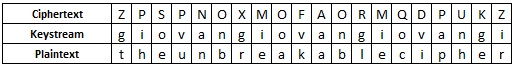 Ciphertext Z P S P N O X M O F A O R M Q D P U K Z
Keystream g i o v a n g i o v a n g i o v a n g i
Plaintext t h e u n b r e a k a b l e c i p h e r